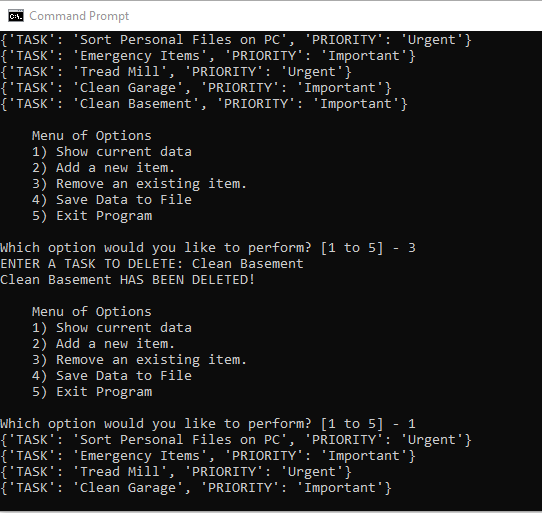 Command Prompt
{'TASK': 'Sort Personal Files on PC', 'PRIORITY': 'Urgent'}
{'TASK': 'Emergency Items', 'PRIORITY': 'Important'}
{'TASK': 'Tread Mill', 'PRIORITY': 'Urgent'}
{'TASK': 'Clean Garage', 'PRIORITY': 'Important'}
{'TASK': 'Clean Basement', 'PRIORITY': 'Important'}
Menu of Options
1) Show current data
2) Add a new item.
3) Remove an existing item.
4) Save Data to File
5) Exit Program
Which option would you like to perform? [1 to 5] - 3
ENTER A TASK TO DELETE: Clean Basement
Clean Basement HAS BEEN DELETED!
Menu of Options
1) Show current data
2) Add a new item.
3) Remove an existing item.
4) Save Data to File
5) Exit Program
Which option would you like to perform? [1 to 5] - 1
{'TASK': 'Sort Personal Files on PC', 'PRIORITY': 'Urgent'}
{'TASK': 'Emergency Items', 'PRIORITY': 'Important'}
{'TASK': 'Tread Mill', 'PRIORITY': 'Urgent'}
{'TASK': 'Clean Garage', 'PRIORITY': 'Important'}